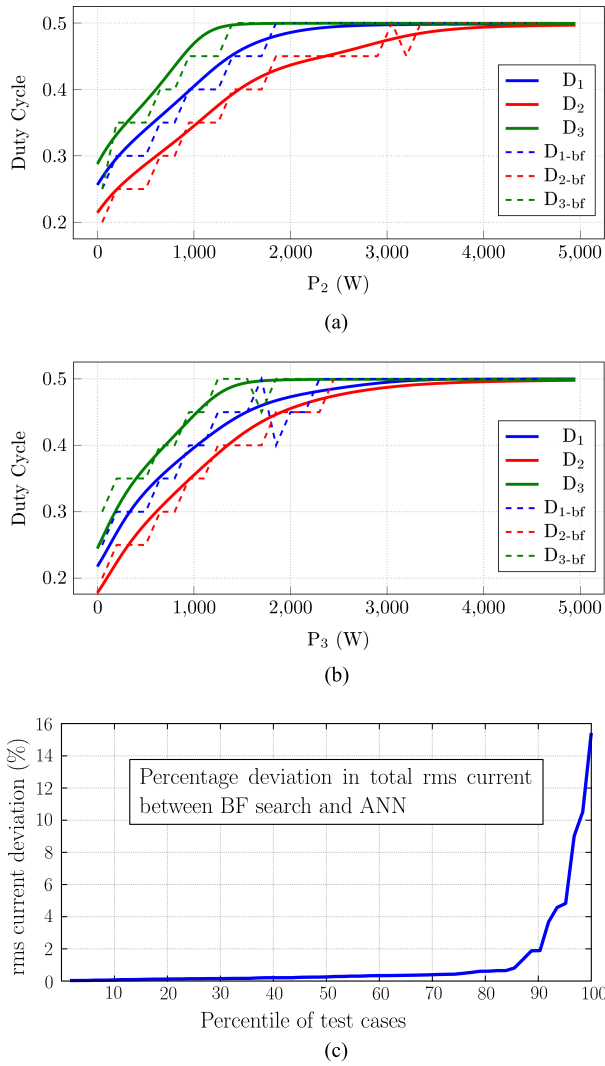 0.5
0.4
0.3
0.2
Duty Cycle
D1
D2
D3
D1-bf
D2-bf
D3-bf
0 1,000 2,000 3,000 4,000 5,000
P2 (W)
(a)
0.5
0.4
0.3
0.2
Duty Cycle
D1
D2
D3
D1-bf
D2-bf
D3-bf
0 1,000 2,000 3,000 4,000 5,000
P3 (W)
(b)
16
14
12
10
8
6
4
2
0
rms current deviation (%)
Percentage deviation in total rms current
between BF search and ANN
10 20 30 40 50 60 70 80 90 100
Percentile of test cases
(c)